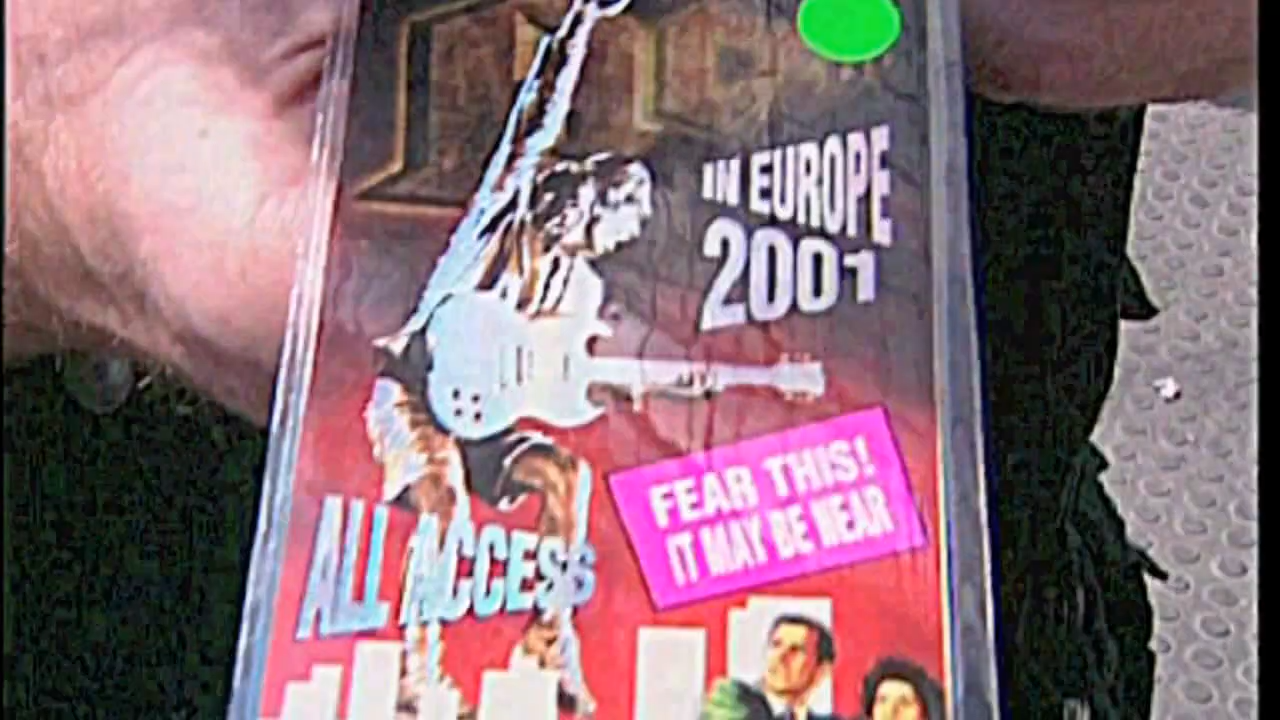 IN EUROPE
2001
FEAR THIS!
IT MAY BE NEAR
ALL ACCESS